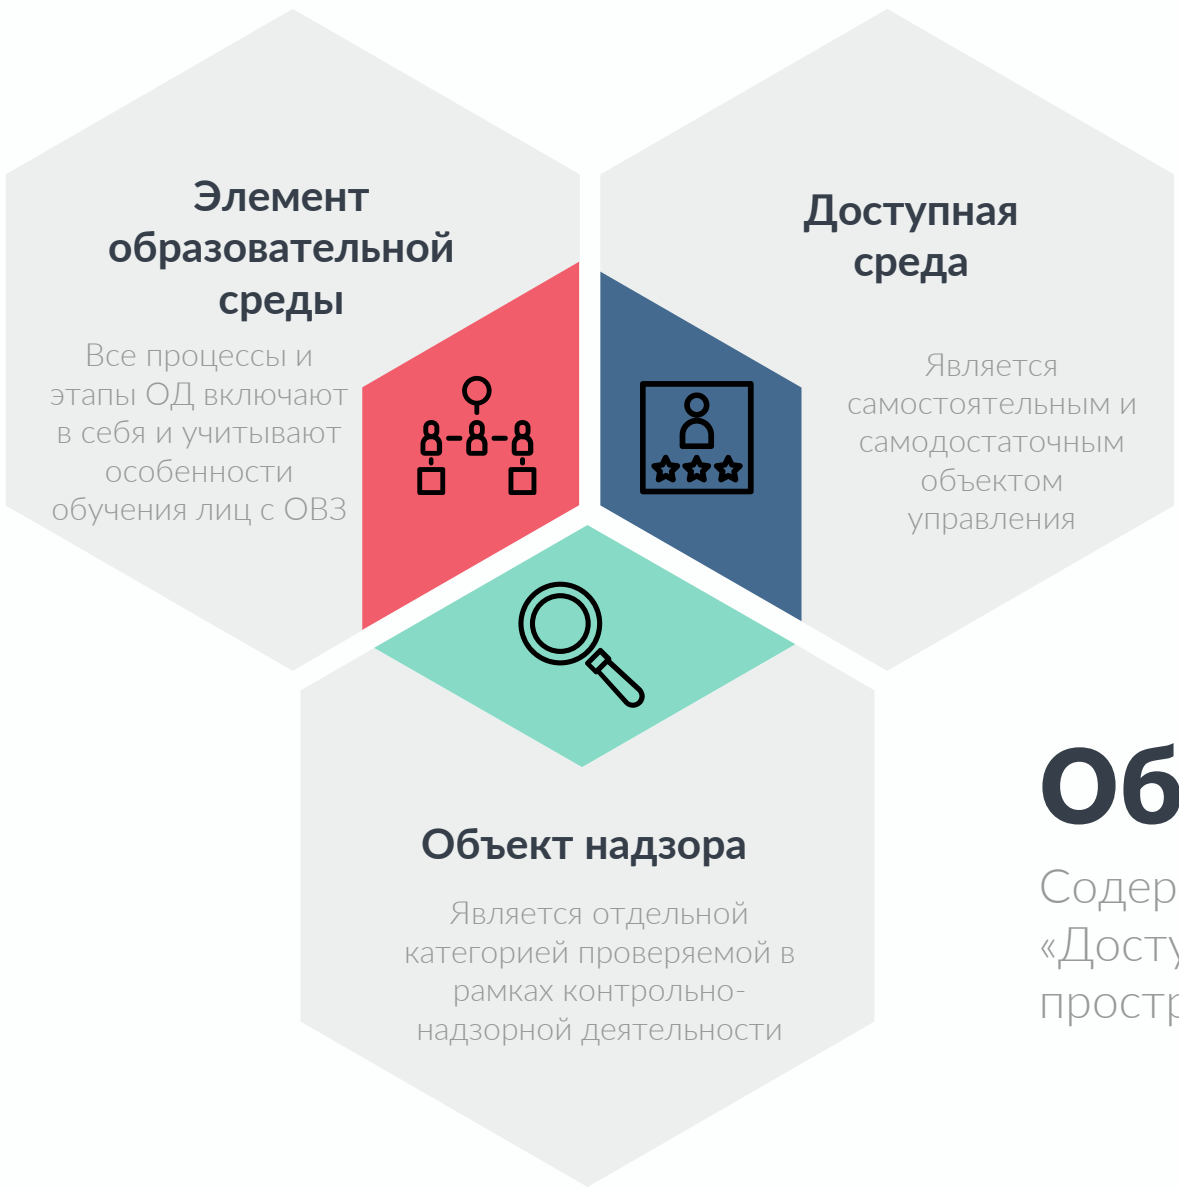 Элемент
образовательной
среды
Все процессы и
этапы ОД включают
в себя и учитывают
особенности
обучения лиц с ОВЗ
Доступная
среда
Является
самостоятельным и
самодостаточным
объектом
управления
Объект надзора
Является отдельной
категорией проверяемой в
рамках контрольно-
надзорной деятельности